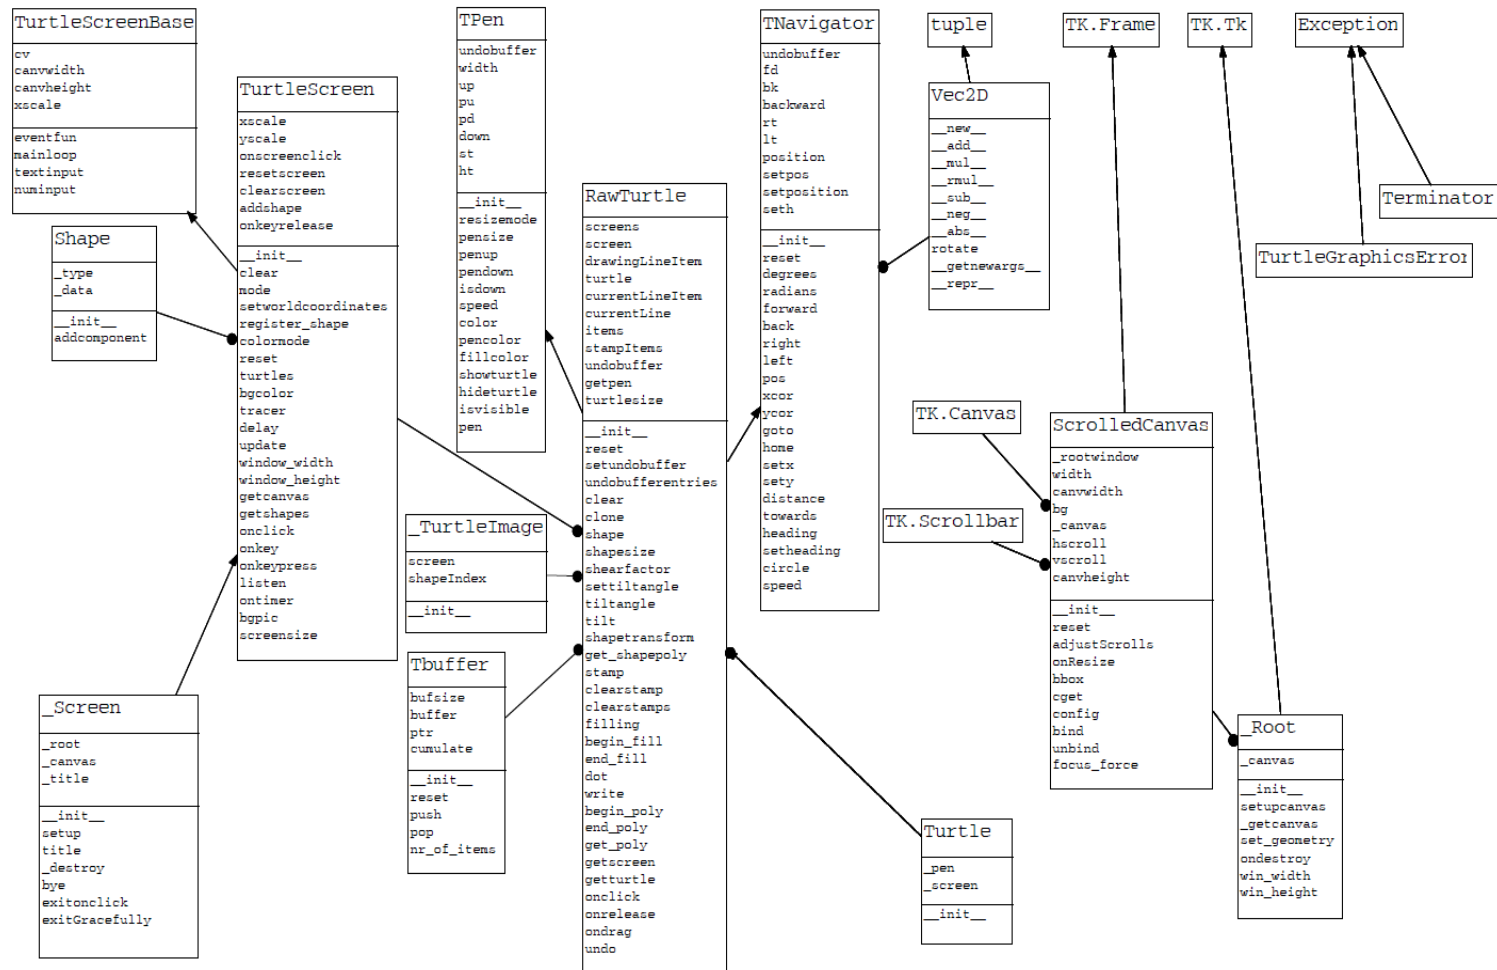 TurtleScreenBase
cv
canvwidth
canvheight
xscale
eventfun
mainloop
textinput
numinput
Shape
_type
_data
__init__
addcomponent
TurtleScreen
xscale
yscale
onscreenclick
resetscreen
clearscreen
addshape
onkeyrelease
__init__
clear
mode
setworldcoordinates
register_shape
colormode
reset
turtles
bgcolor
tracer
delay
update
window_width
window_height
getcanvas
getshapes
onclick
onkey
onkeypress
listen
ontimer
bgpic
screensize
_Screen
_root
_canvas
_title
__init__
setup
title
_destroy
bye
exitonclick
exitGracefully
TPen
undobuffer
width
up
pu
pd
down
st
ht
__init__
resizemode
pensize
penup
pendown
isdown
speed
color
pencolor
fillcolor
showturtle
hideturtle
isvisible
pen
_TurtleImage
screen
shapeIndex
__init__
Tbuffer
bufsize
buffer
ptr
cumulate
__init__
reset
push
pop
nr_of_items
RawTurtle
screens
screen
drawingLineItem
turtle
currentLineItem
currentLine
items
stampItems
undobuffer
getpen
turtlesize
__init__
reset
setundobuffer
undobufferentries
clear
clone
shape
shapesize
shearfactor
settiltangle
tiltangle
tilt
shapetransform
get_shapepoly
stamp
clearstamp
clearstamps
filling
begin_fill
end_fill
dot
write
begin_poly
end_poly
get_poly
getscreen
getturtle
onclick
onrelease
ondrag
undo
TNavigator
undobuffer
fd
bk
backward
rt
lt
position
setpos
setposition
seth
__init__
reset
degrees
radians
forward
back
right
left
pos
xcor
ycor
goto
home
setx
sety
distance
towards
heading
setheading
circle
speed
tuple
Vec2D
__new__
__add__
__mul__
__rmul__
__sub__
__neg__
__abs__
rotate
__getnewargs__
__repr__
Turtle
_pen
_screen
__init__
TK.Canvas
TK.Scrollbar
TK.Frame
ScrolledCanvas
_rootwindow
width
canvwidth
bg
_canvas
hscroll
vscroll
canvheight
__init__
reset
adjustScrolls
onResize
bbox
cget
config
bind
unbind
focus_force
TK.Tk
_Root
_canvas
__init__
setupcanvas
_getcanvas
set_geometry
ondestroy
win_width
win_height
Exception
Terminator
TurtleGraphicsError